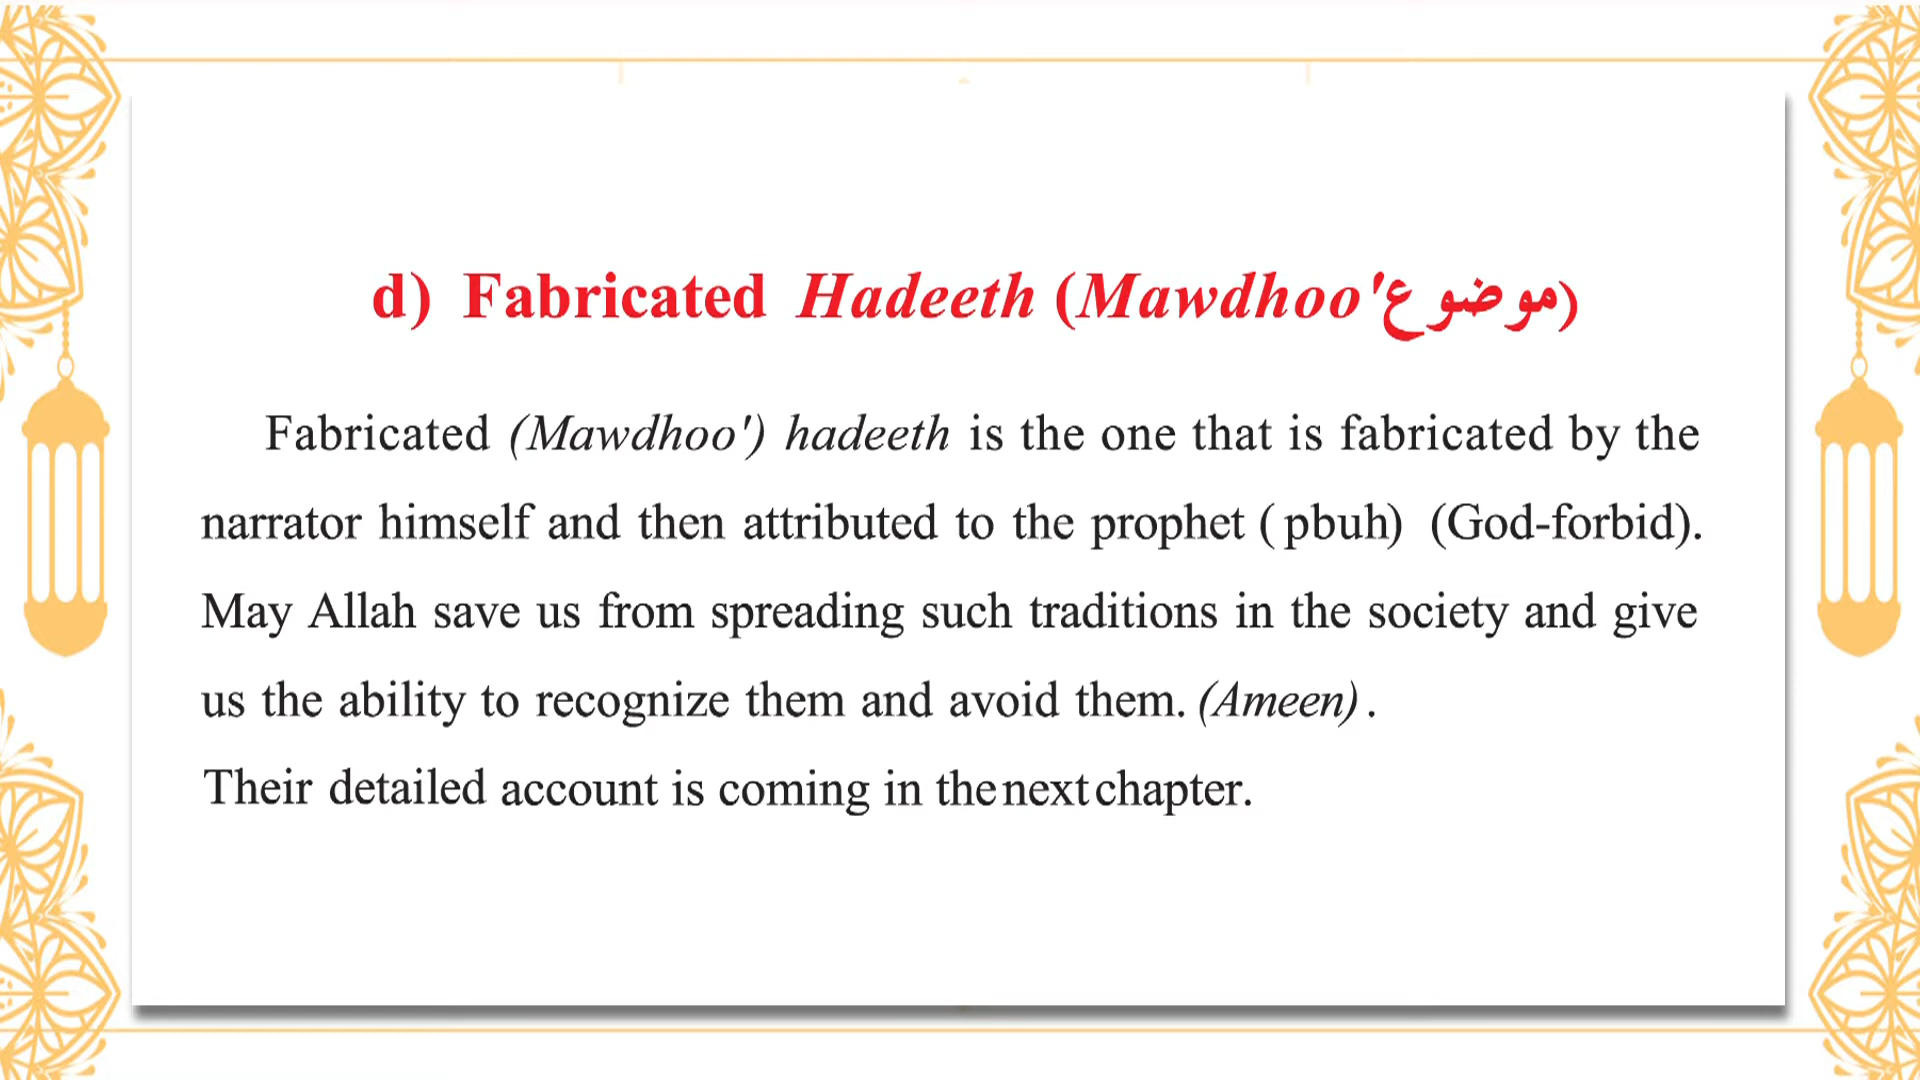 d) Fabricated Hadeeth (Mawdhoo' موضوع)
Fabricated (Mawdhoo') hadeeth is the one that is fabricated by the
narrator himself and then attributed to the prophet (pbuh) (God-forbid).
May Allah save us from spreading such traditions in the society and give
us the ability to recognize them and avoid them. (Ameen).
Their detailed account is coming in the next chapter.